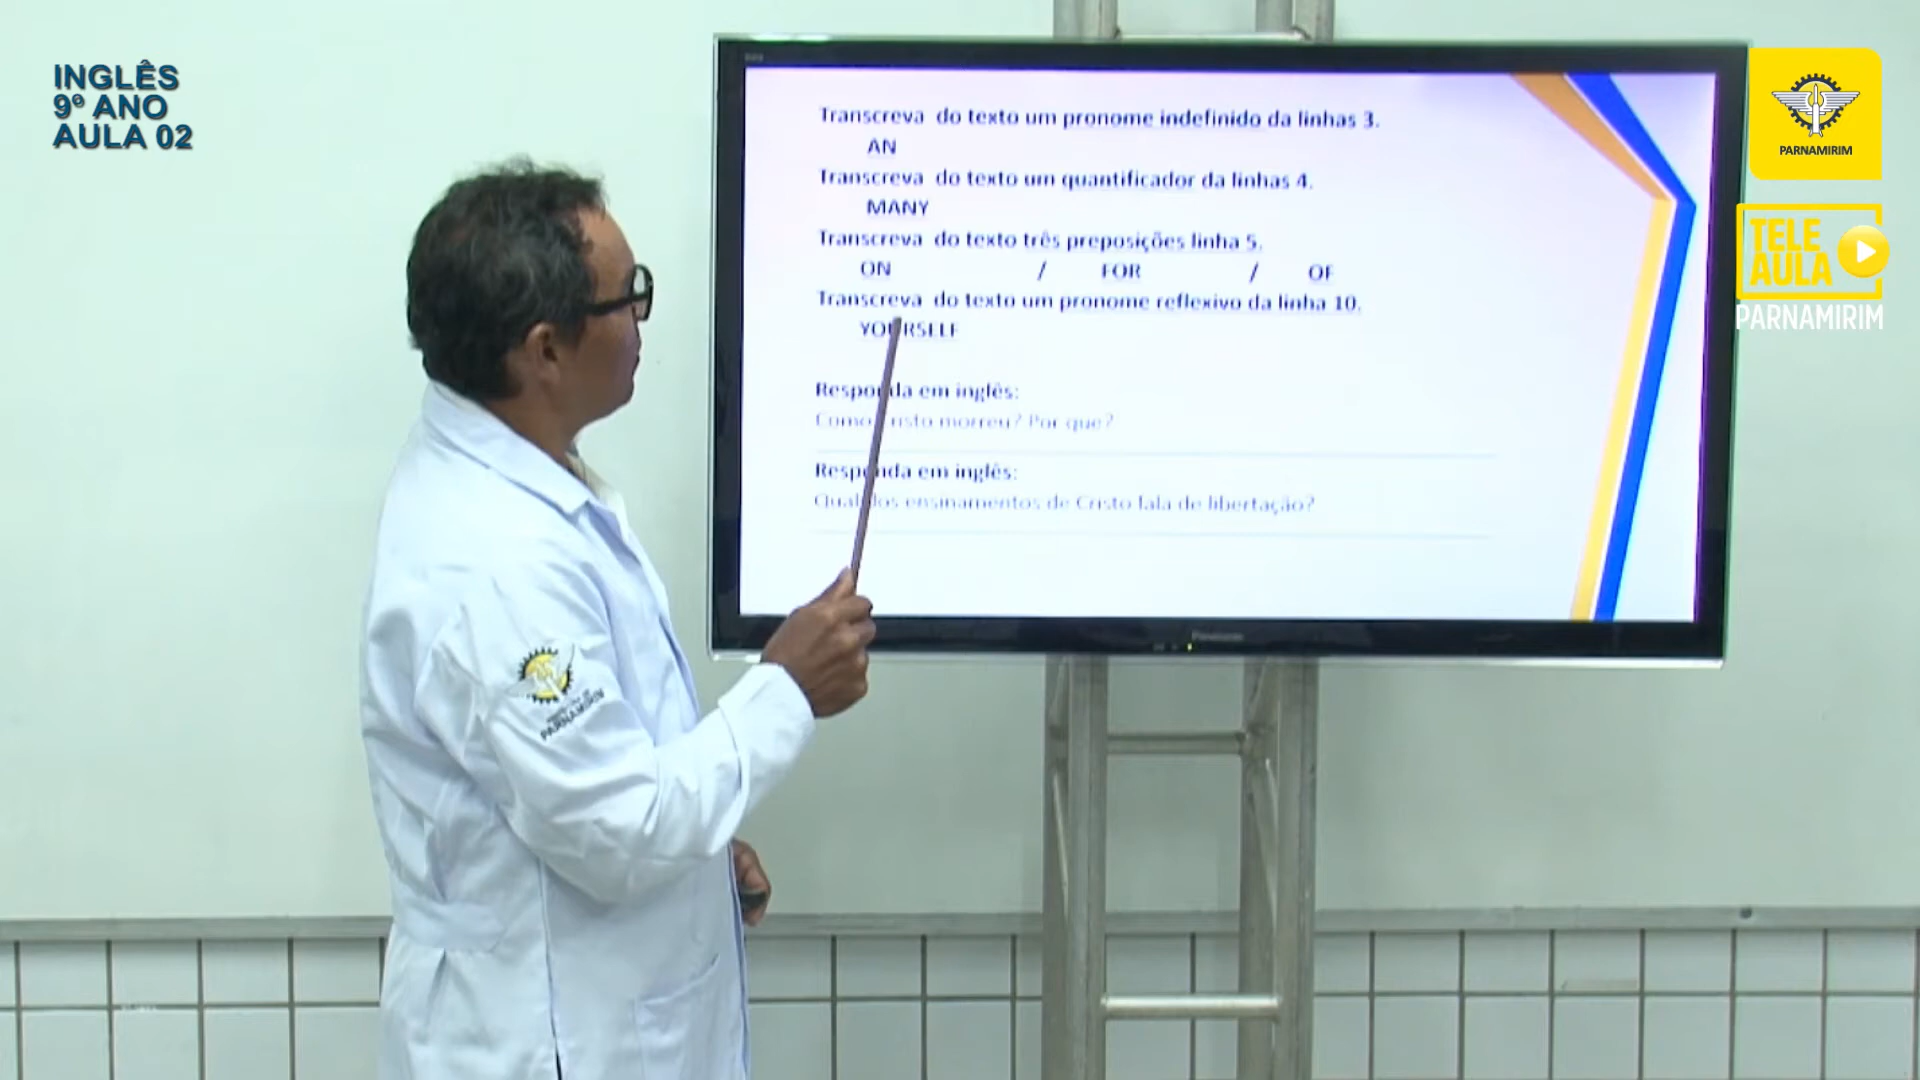 INGLÊS
9º ANO
AULA 02
Transcreva do texto um pronome indefinido da linhas 3.
AN
Transcreva do texto um quantificador da linhas 4.
MANY
Transcreva do texto três preposições linha 5.
ON / FOR / OF
Transcreva do texto um pronome reflexivo da linha 10.
YOURSELF
Responda em inglês:
Como Cristo morreu? Por que?
Responda em inglês:
Qual dos ensinamentos de Cristo fala de libertação?
PARNAMIRIM
TELE
AULA
PARNAMIRIM
PARNAMIRIM